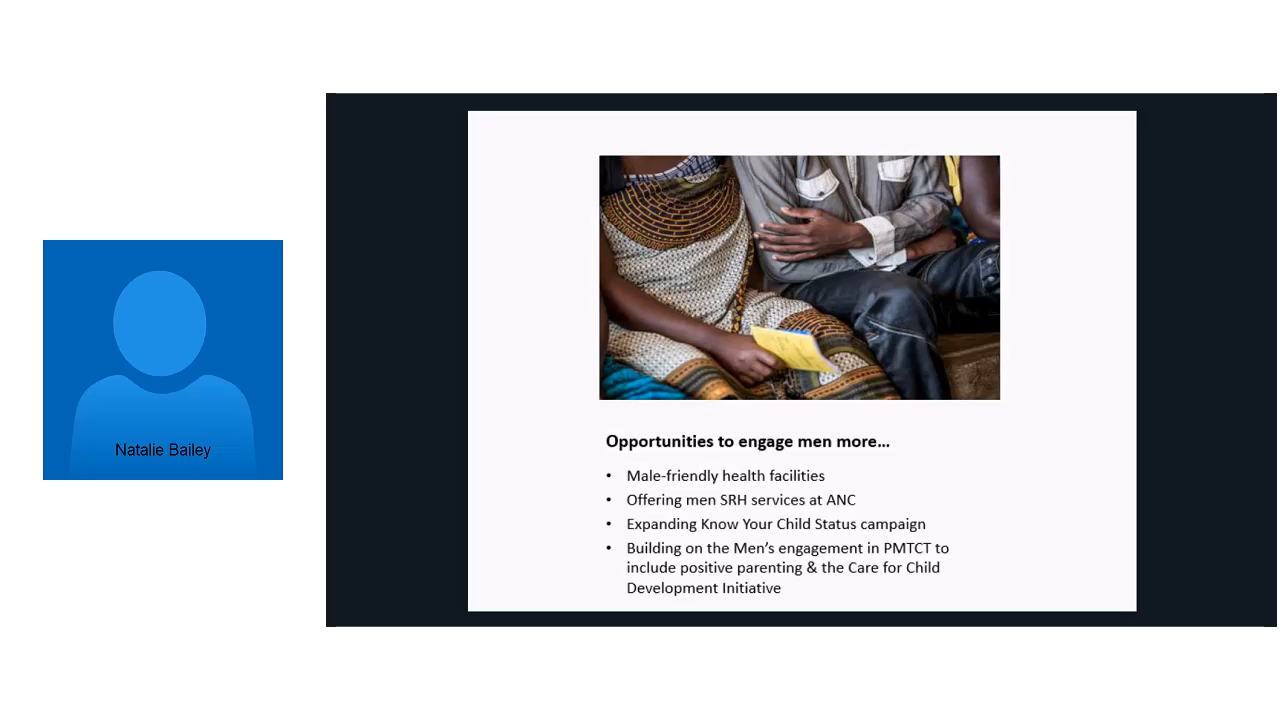 Natalie Bailey
Opportunities to engage men more...
• Male-friendly health facilities
• Offering men SRH services at ANC
• Expanding Know Your Child Status campaign
• Building on the Men's engagement in PMTCT to
include positive parenting & the Care for Child
Development Initiative